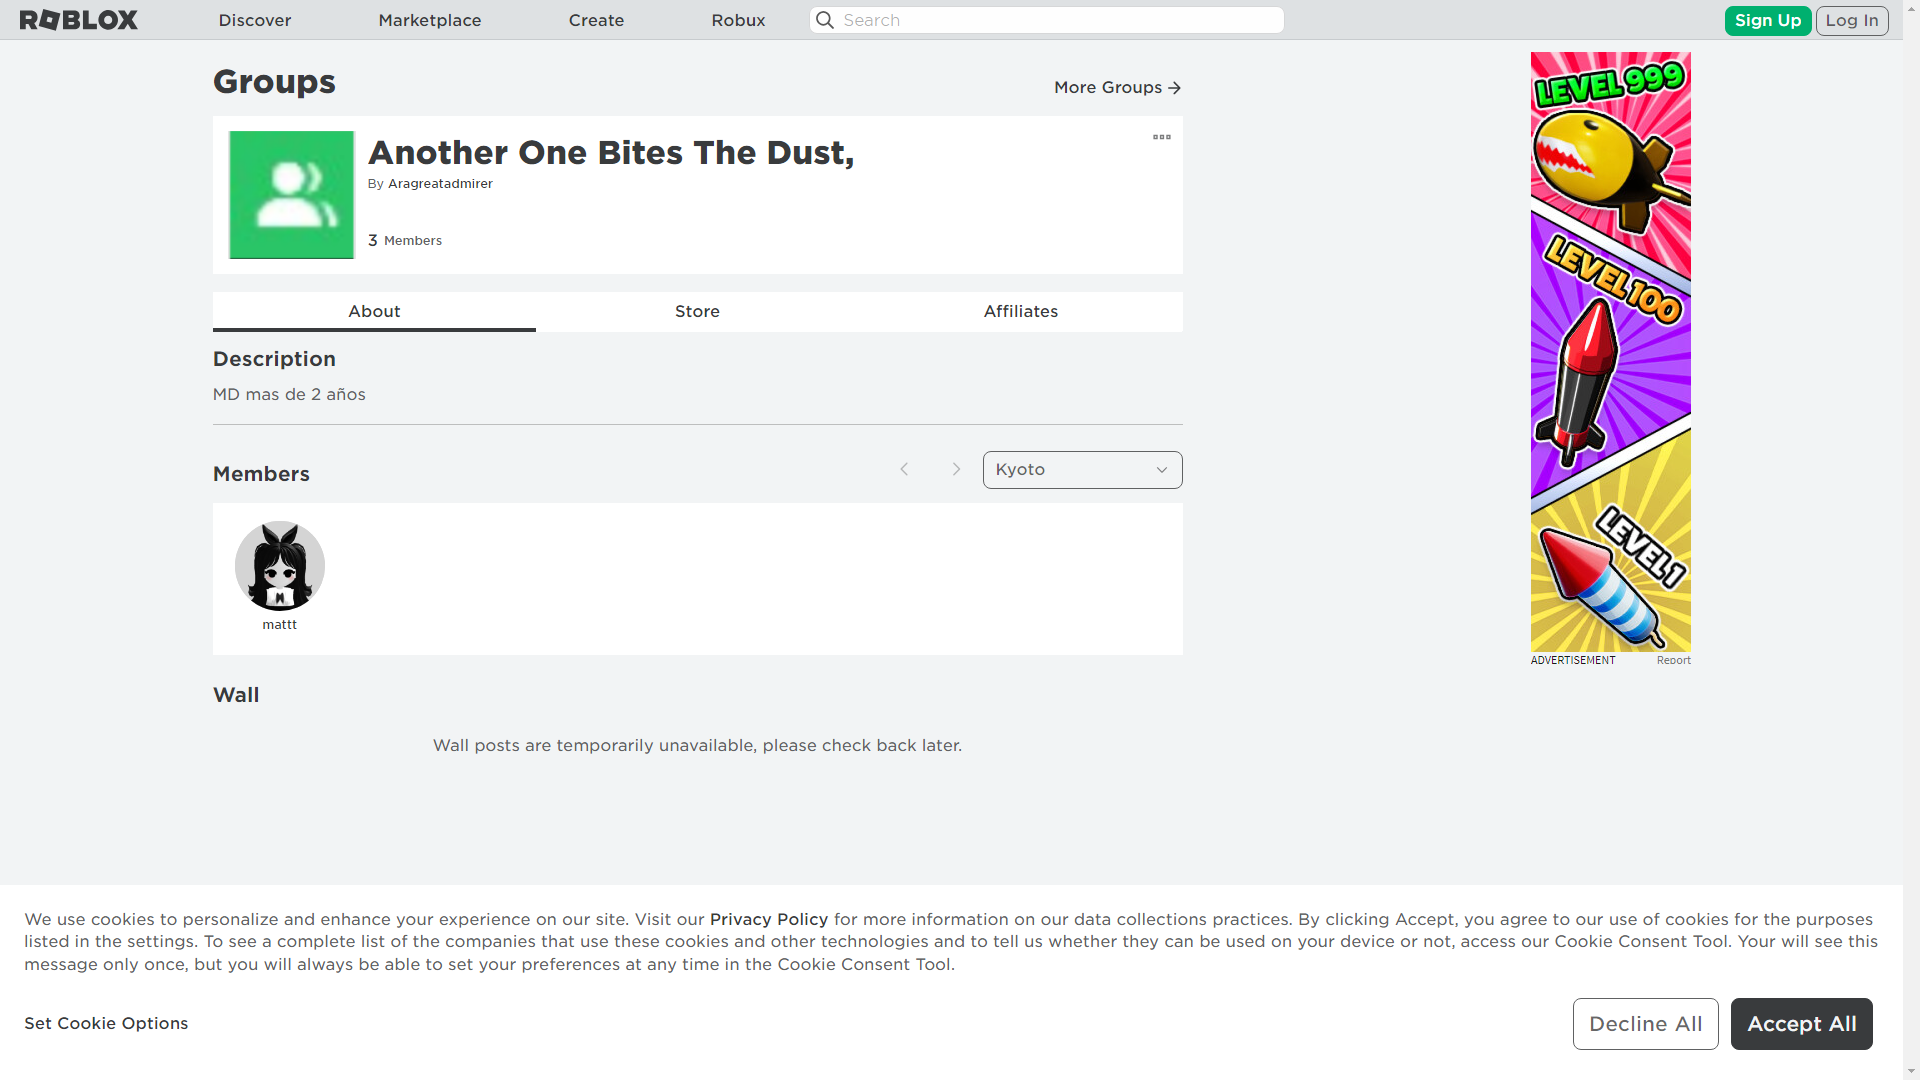 ROBLOX
Discover
Marketplace
Create
Robux
Search
Sign Up
Log In
Groups
More Groups
Another One Bites The Dust,
By Aragreatadmirer
3 Members
About
Store
Affiliates
Description
MD mas de 2 años
Members
Kyoto
mattt
Wall
Wall posts are temporarily unavailable, please check back later.
LEVEL 999
LEVEL 100
LEVEL 1
ADVERTISEMENT
Report
We use cookies to personalize and enhance your experience on our site. Visit our Privacy Policy for more information on our data collections practices. By clicking Accept, you agree to our use of cookies for the purposes
listed in the settings. To see a complete list of the companies that use these cookies and other technologies and to tell us whether they can be used on your device or not, access our Cookie Consent Tool. Your will see this
message only once, but you will always be able to set your preferences at any time in the Cookie Consent Tool.
Set Cookie Options
Decline All
Accept All